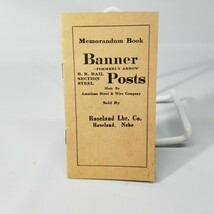 Memorandum Book
Banner
—FORMERLY ARROW—
R. R. RAIL
SECTION
STEEL
Posts
Made By
American Steel & Wire Company
Sold By
Roseland Lbr. Co.
Roseland, Nebr.